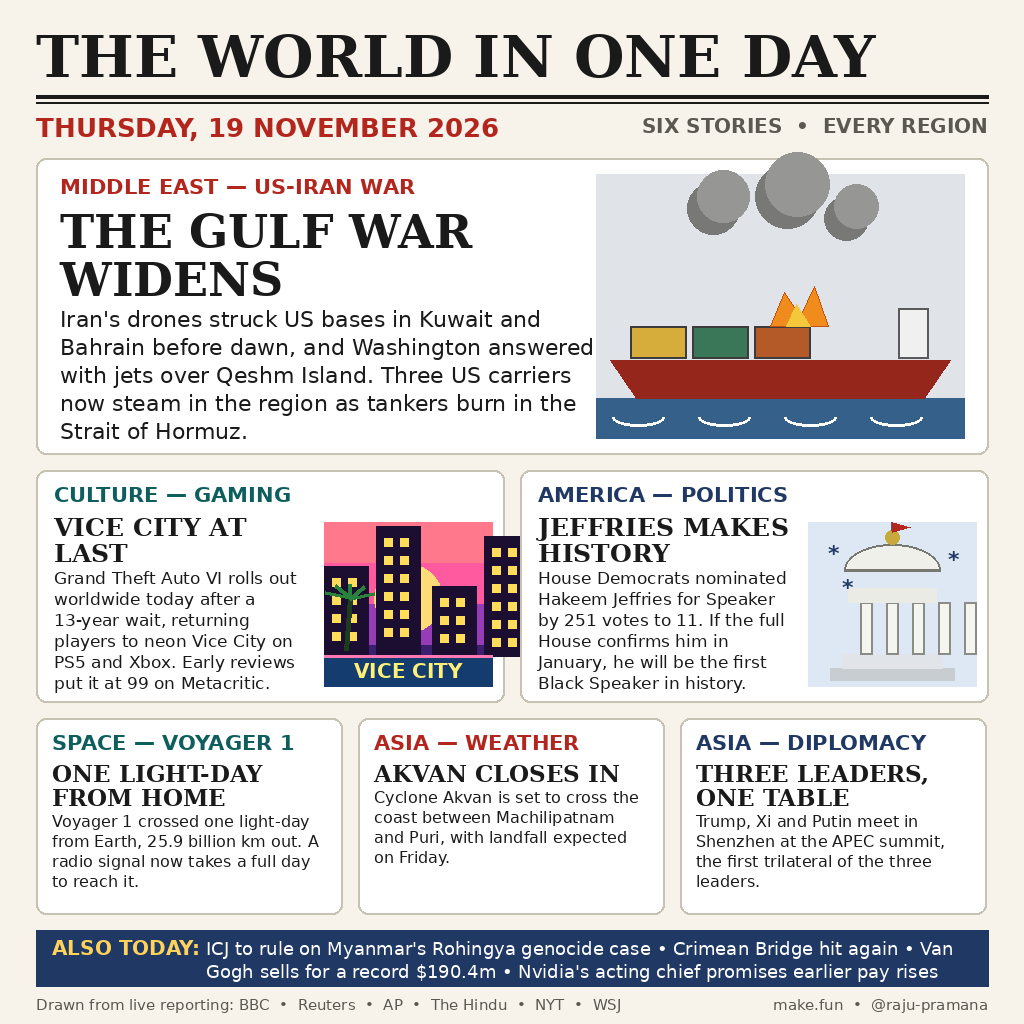 THE WORLD IN ONE DAY
THURSDAY, 19 NOVEMBER 2026
SIX STORIES • EVERY REGION
MIDDLE EAST — US-IRAN WAR
THE GULF WAR
WIDENS
Iran's drones struck US bases in Kuwait and
Bahrain before dawn, and Washington answered
with jets over Qeshm Island. Three US carriers
now steam in the region as tankers burn in the
Strait of Hormuz.
CULTURE — GAMING
VICE CITY AT
LAST
Grand Theft Auto VI rolls out
worldwide today after a
13-year wait, returning
players to neon Vice City on
PS5 and Xbox. Early reviews
put it at 99 on Metacritic.
VICE CITY
AMERICA — POLITICS
JEFFRIES MAKES
HISTORY
House Democrats nominated
Hakeem Jeffries for Speaker
by 251 votes to 11. If the full
House confirms him in
January, he will be the first
Black Speaker in history.
SPACE — VOYAGER 1
ONE LIGHT-DAY
FROM HOME
Voyager 1 crossed one light-day
from Earth, 25.9 billion km out. A
radio signal now takes a full day
to reach it.
ASIA — WEATHER
AKVAN CLOSES IN
Cyclone Akvan is set to cross the
coast between Machilipatnam
and Puri, with landfall expected
on Friday.
ASIA — DIPLOMACY
THREE LEADERS,
ONE TABLE
Trump, Xi and Putin meet in
Shenzhen at the APEC summit,
the first trilateral of the three
leaders.
ALSO TODAY: ICJ to rule on Myanmar's Rohingya genocide case • Crimean Bridge hit again • Van
Gogh sells for a record $190.4m • Nvidia's acting chief promises earlier pay rises
Drawn from live reporting: BBC • Reuters • AP • The Hindu • NYT • WSJ
make.fun • @raju-pramana